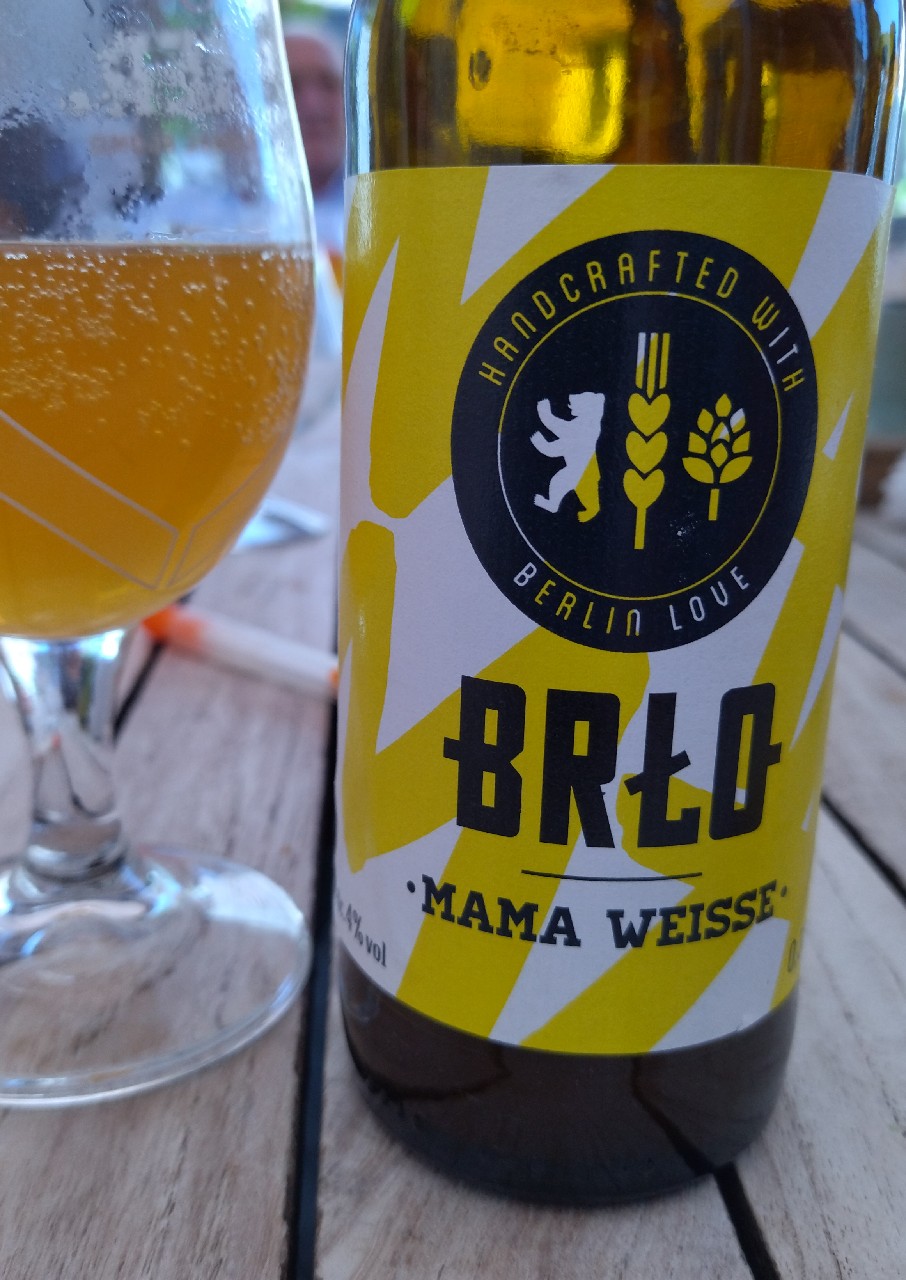 HANDCRAFTED WITH
BERLIN LOVE
BRŁO
·MAMA WEISSE·
4% vol